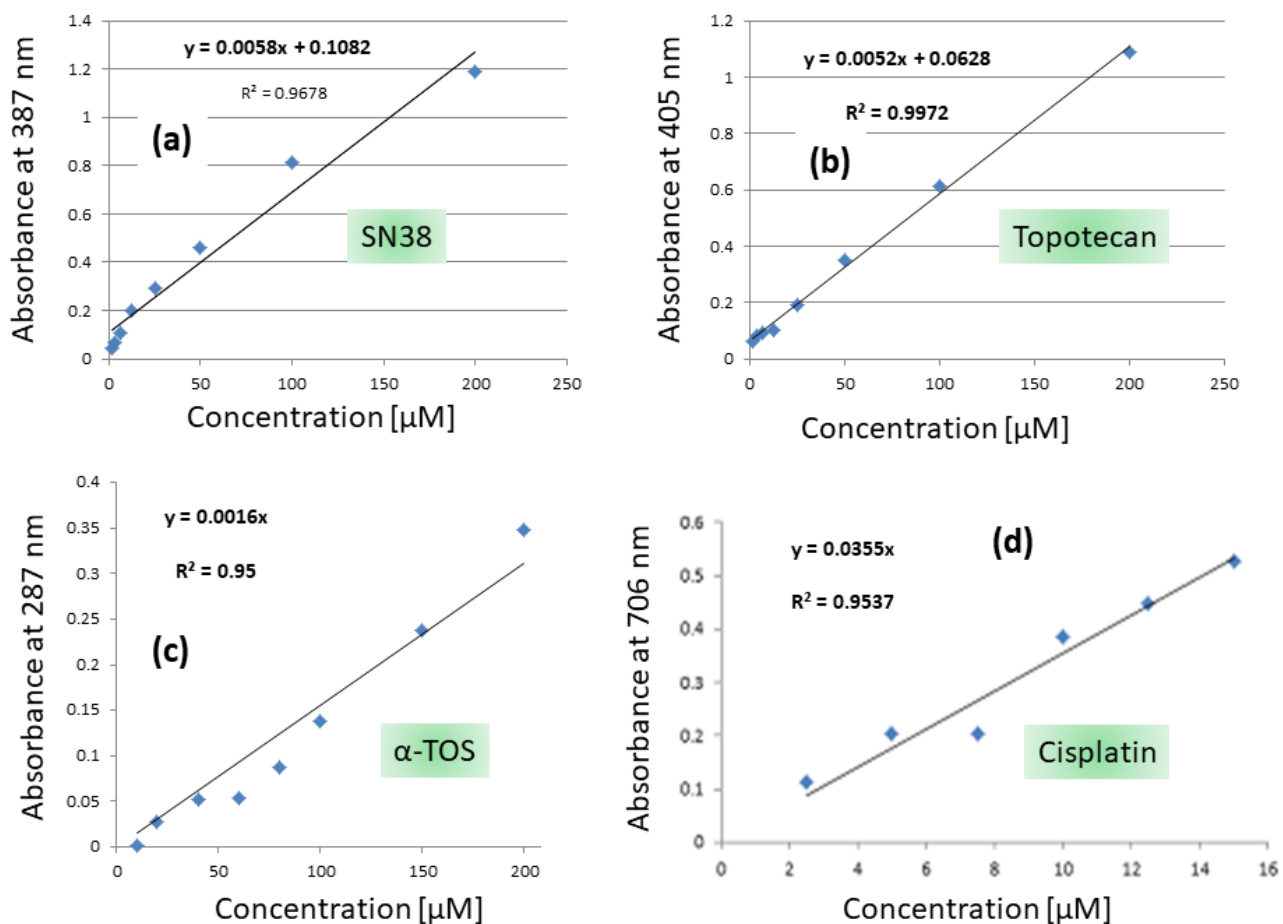 Absorbance at 387 nm
1.4
1.2
1
0.8
0.6
0.4
0.2
0
y = 0.0058x + 0.1082
R² = 0.9678
(a)
SN38
0 50 100 150 200 250
Concentration [µM]
Absorbance at 405 nm
1.2
1
0.8
0.6
0.4
0.2
0
y = 0.0052x + 0.0628
R² = 0.9972
(b)
Topotecan
0 50 100 150 200 250
Concentration [µM]
Absorbance at 287 nm
0.4
0.35
0.3
0.25
0.2
0.15
0.1
0.05
0
y = 0.0016x
R² = 0.95
(c)
α-TOS
0 50 100 150 200
Concentration [µM]
Absorbance at 706 nm
0.6
0.5
0.4
0.3
0.2
0.1
0
y = 0.0355x
R² = 0.9537
(d)
Cisplatin
0 2 4 6 8 10 12 14 16
Concentration [µM]